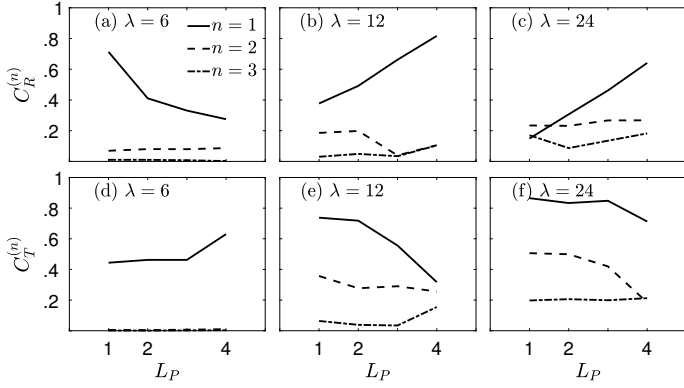 1
.8
.6
.4
.2
C_R^{(n)}
(a) λ = 6
n = 1
n = 2
n = 3
(b) λ = 12
(c) λ = 24
1
.8
.6
.4
.2
C_T^{(n)}
(d) λ = 6
(e) λ = 12
(f) λ = 24
1 2 4
1 2 4
1 2 4
L_P
L_P
L_P